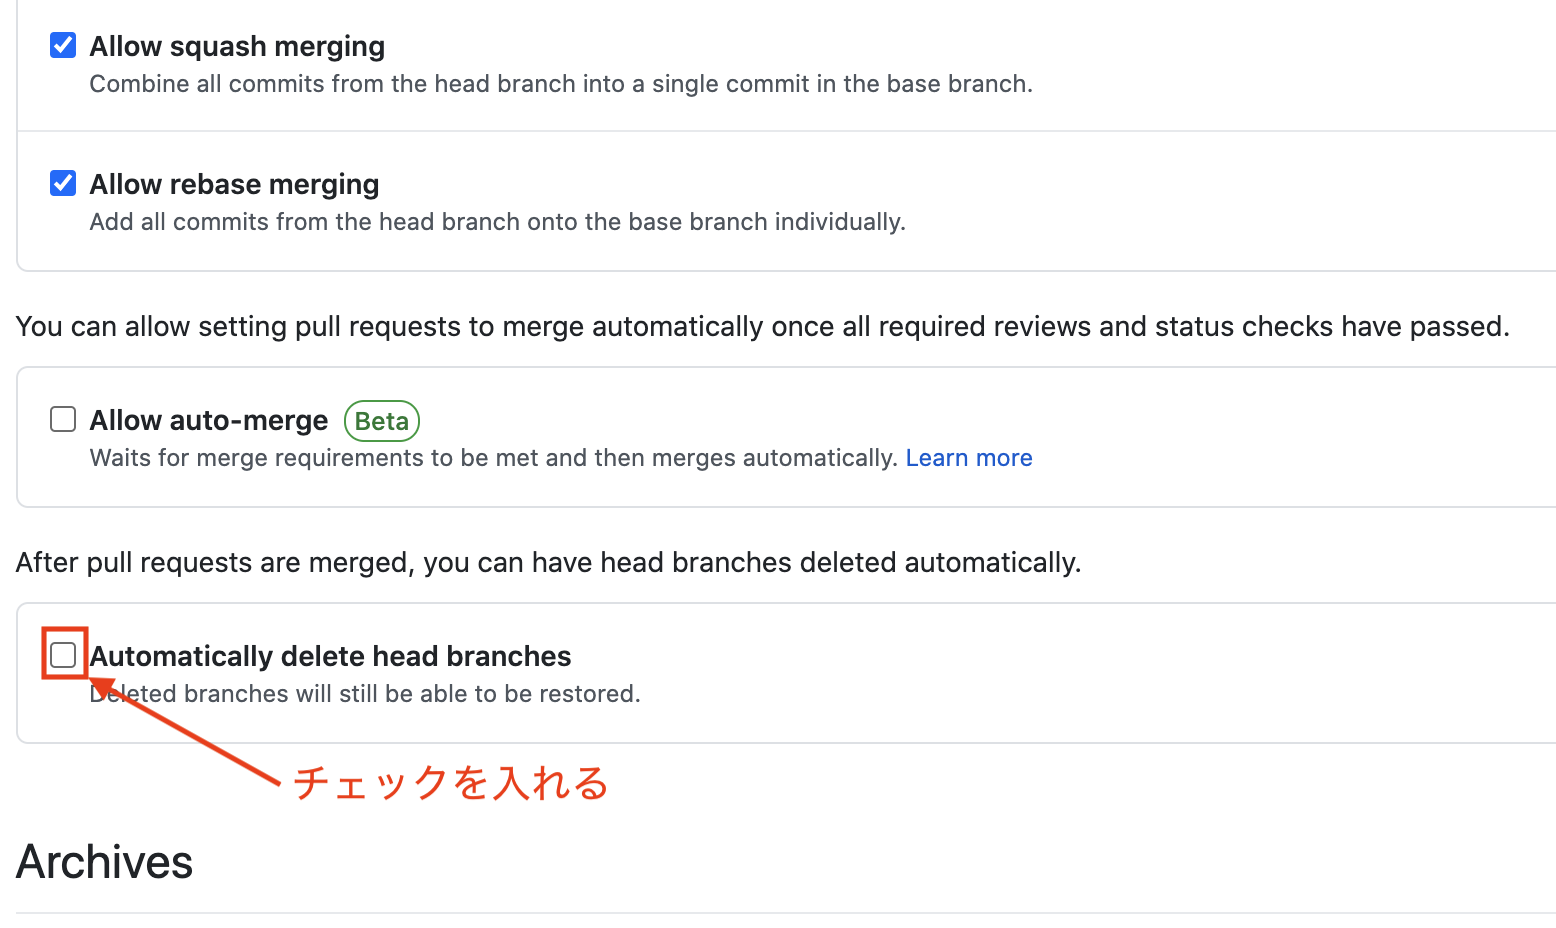 Allow squash merging
Combine all commits from the head branch into a single commit in the base branch.
Allow rebase merging
Add all commits from the head branch onto the base branch individually.
You can allow setting pull requests to merge automatically once all required reviews and status checks have passed.
Allow auto-merge Beta
Waits for merge requirements to be met and then merges automatically. Learn more
After pull requests are merged, you can have head branches deleted automatically.
Automatically delete head branches
Deleted branches will still be able to be restored.
チェックを入れる
Archives